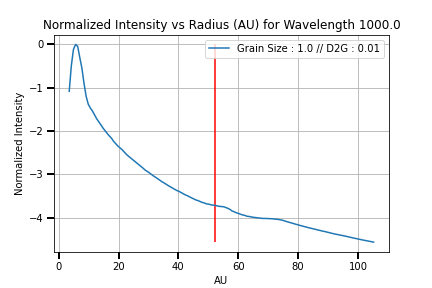 Normalized Intensity vs Radius (AU) for Wavelength 1000.0
Grain Size : 1.0 // D2G : 0.01
Normalized Intensity
0
−1
−2
−3
−4
0 20 40 60 80 100
AU